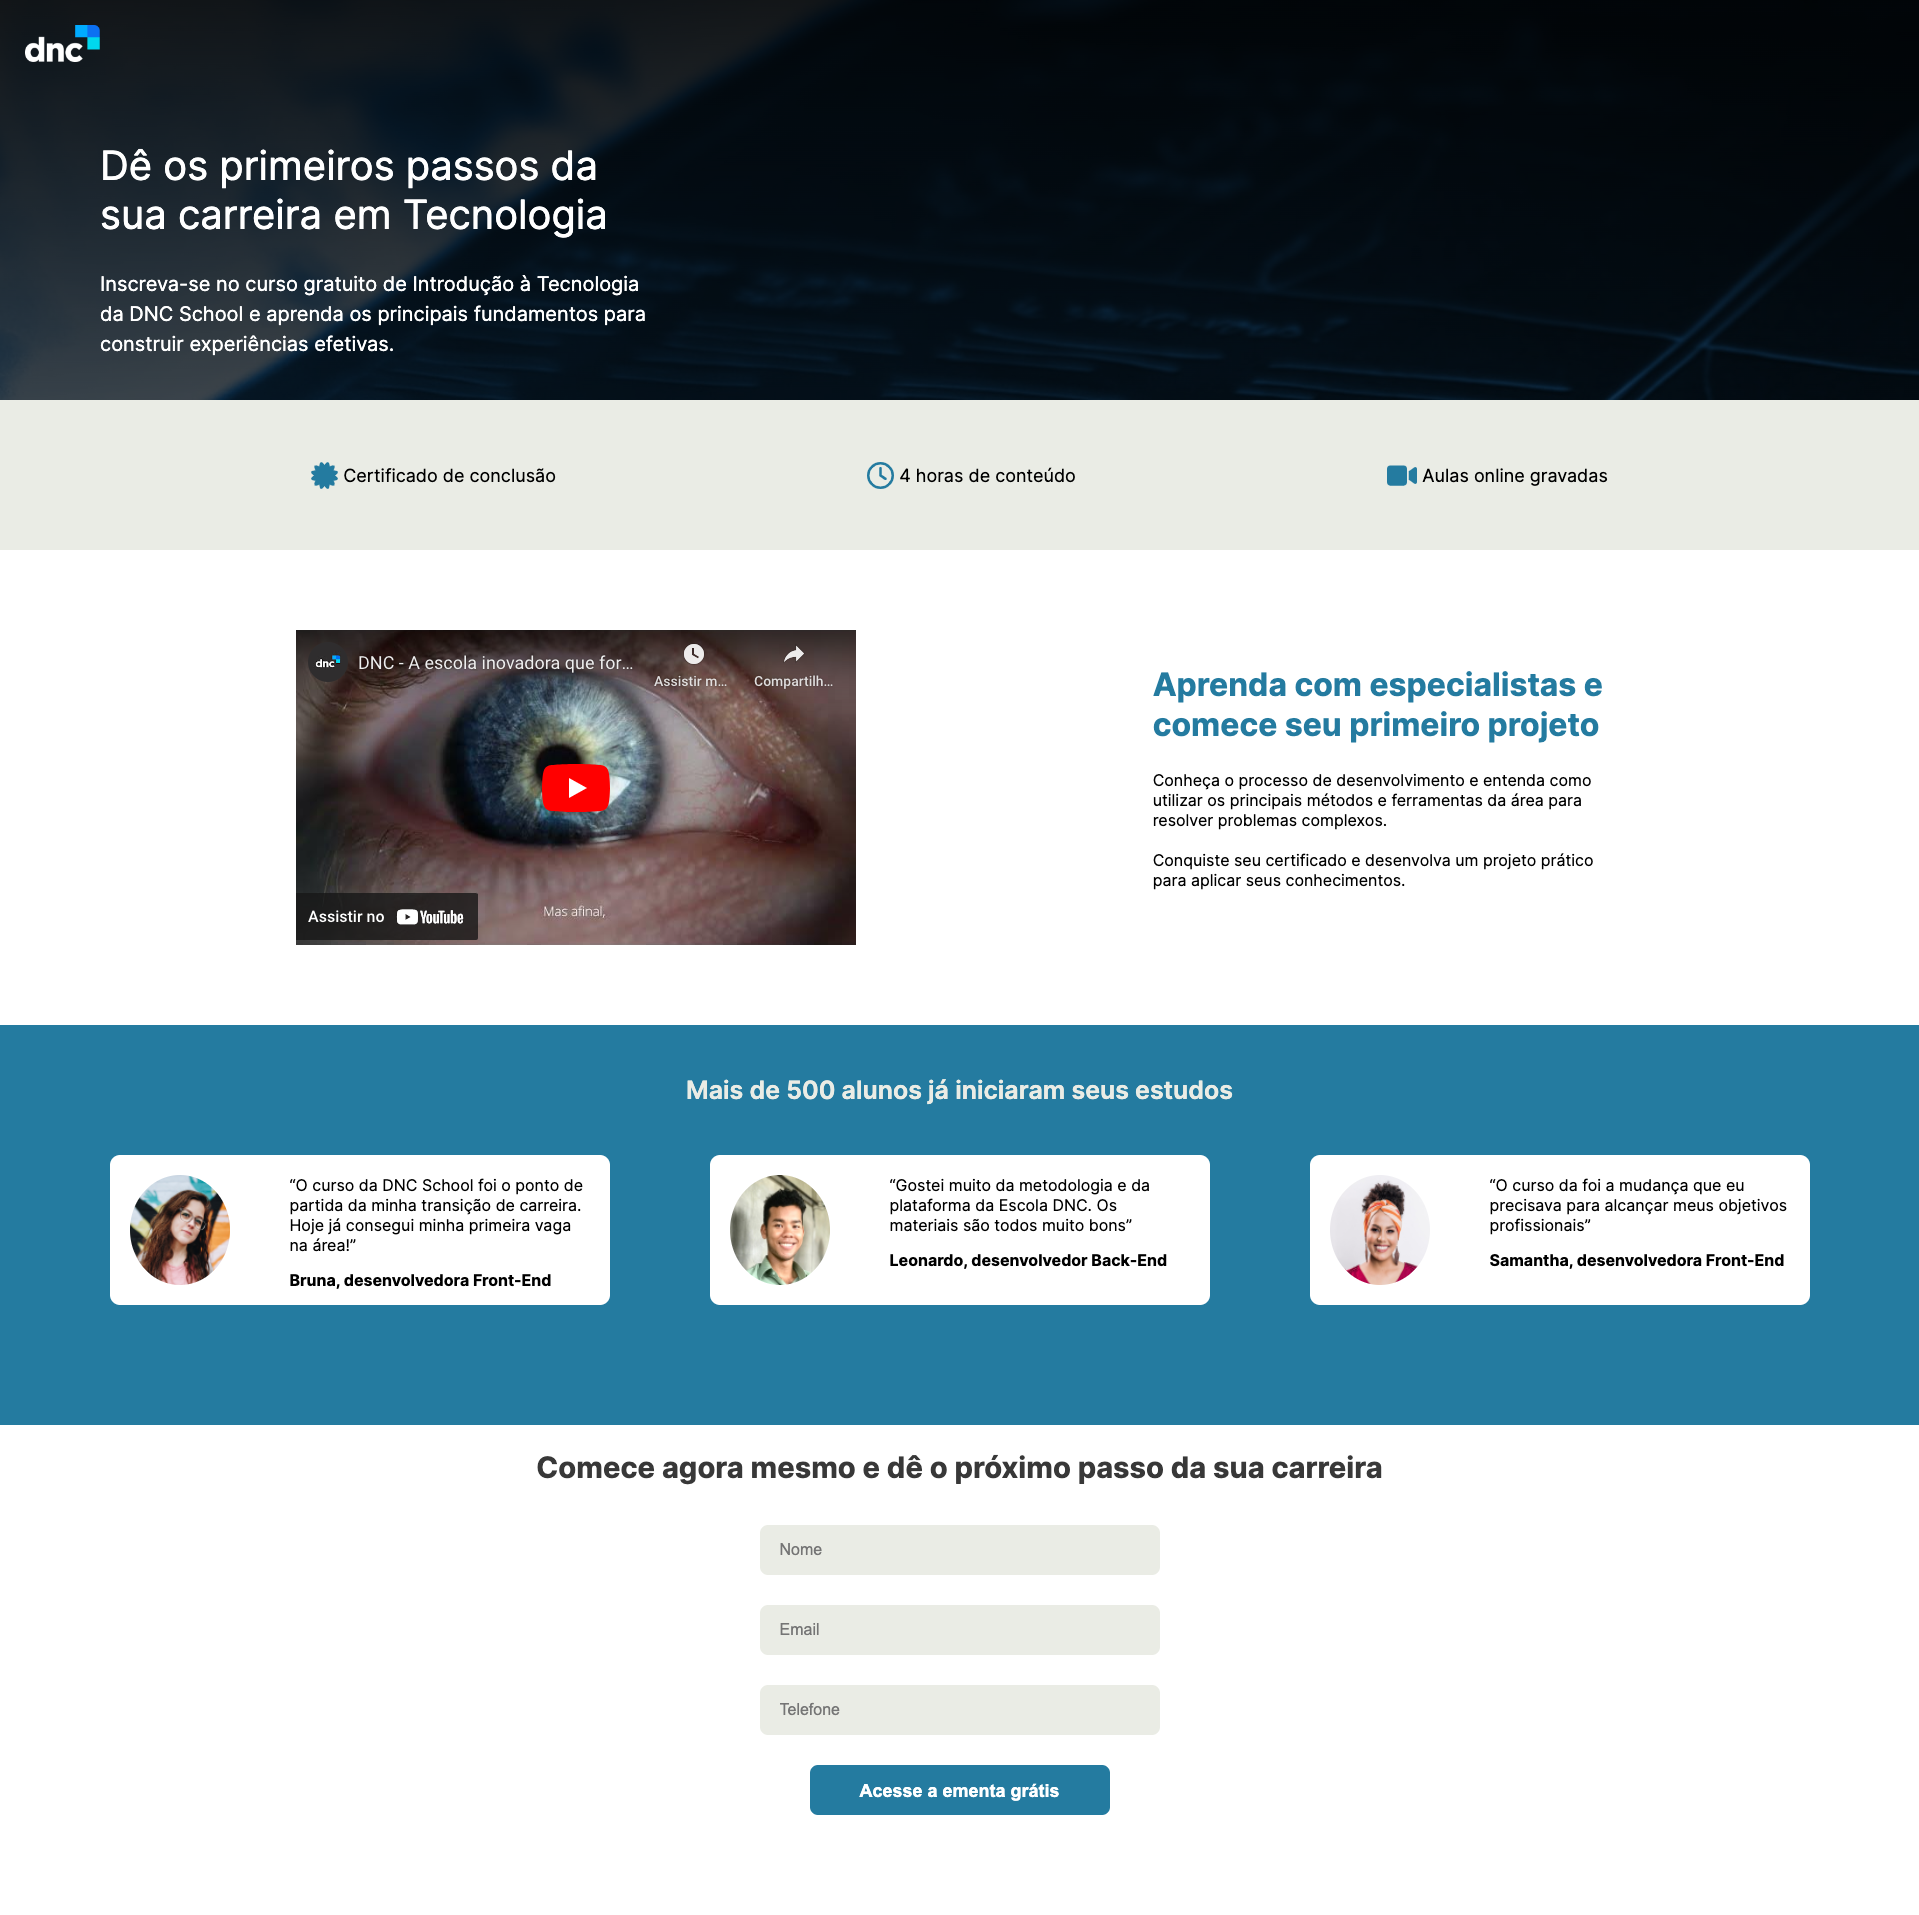 dnc
Dê os primeiros passos da
sua carreira em Tecnologia
Inscreva-se no curso gratuito de Introdução à Tecnologia
da DNC School e aprenda os principais fundamentos para
construir experiências efetivas.
Certificado de conclusão
4 horas de conteúdo
Aulas online gravadas
dnc
DNC - A escola inovadora que for...
Assistir m...
Compartilh...
Mas afinal,
Assistir no YouTube
Aprenda com especialistas e
comece seu primeiro projeto
Conheça o processo de desenvolvimento e entenda como
utilizar os principais métodos e ferramentas da área para
resolver problemas complexos.
Conquiste seu certificado e desenvolva um projeto prático
para aplicar seus conhecimentos.
Mais de 500 alunos já iniciaram seus estudos
“O curso da DNC School foi o ponto de
partida da minha transição de carreira.
Hoje já consegui minha primeira vaga
na área!”
Bruna, desenvolvedora Front-End
“Gostei muito da metodologia e da
plataforma da Escola DNC. Os
materiais são todos muito bons”
Leonardo, desenvolvedor Back-End
“O curso da foi a mudança que eu
precisava para alcançar meus objetivos
profissionais”
Samantha, desenvolvedora Front-End
Comece agora mesmo e dê o próximo passo da sua carreira
Nome
Email
Telefone
Acesse a ementa grátis